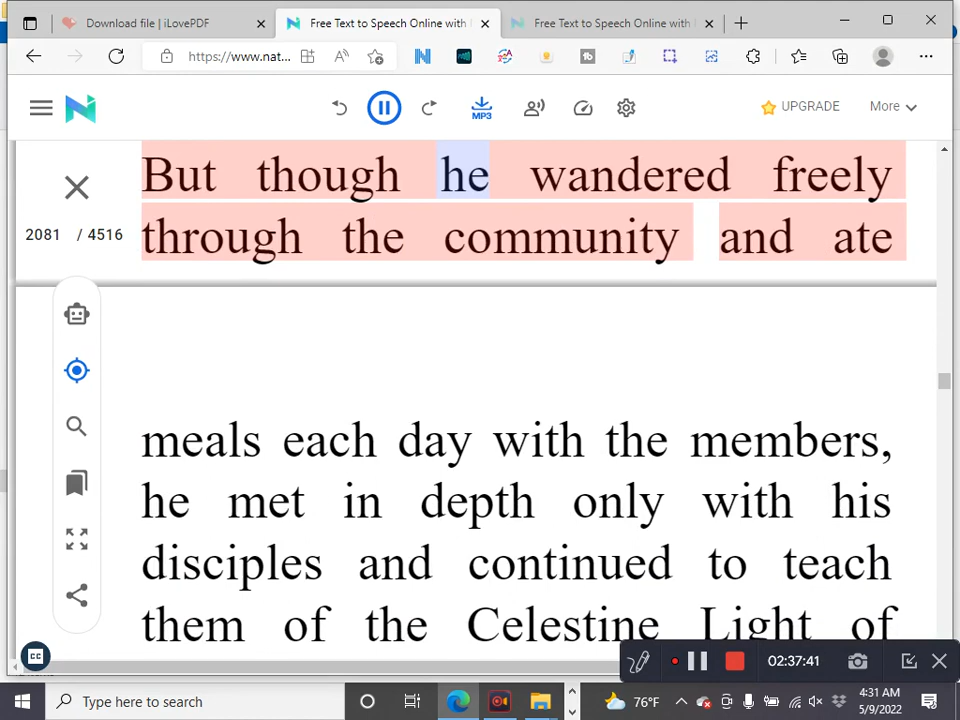 Download file | iLovePDF
Free Text to Speech Online with
Free Text to Speech Online with
https://www.nat...
MP3
UPGRADE
More
But though he wandered freely
2081 / 4516
through the community and ate
meals each day with the members,
he met in depth only with his
disciples and continued to teach
them of the Celestine Light of
CC
02:37:41
Type here to search
76°F
4:31 AM
5/9/2022